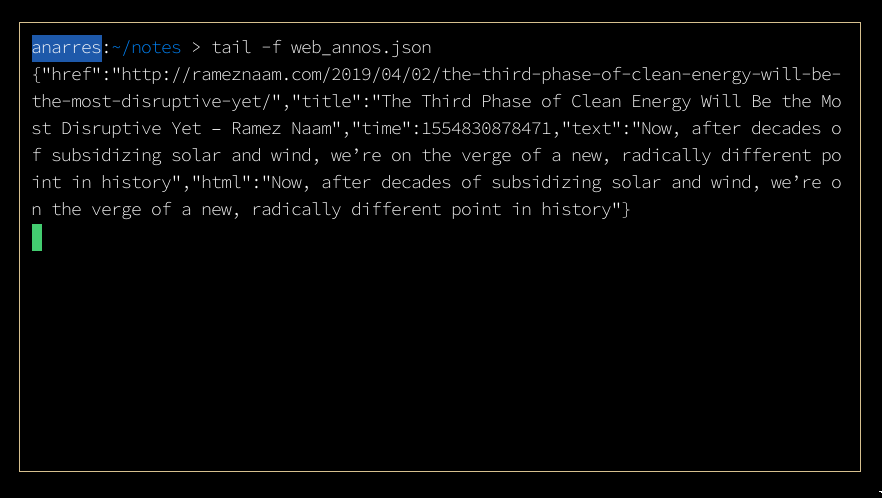 anarres:~/notes > tail -f web_annos.json
{"href":"http://rameznaam.com/2019/04/02/the-third-phase-of-clean-energy-will-be-
the-most-disruptive-yet/","title":"The Third Phase of Clean Energy Will Be the Mo
st Disruptive Yet – Ramez Naam","time":1554830878471,"text":"Now, after decades o
f subsidizing solar and wind, we’re on the verge of a new, radically different po
int in history","html":"Now, after decades of subsidizing solar and wind, we’re o
n the verge of a new, radically different point in history"}